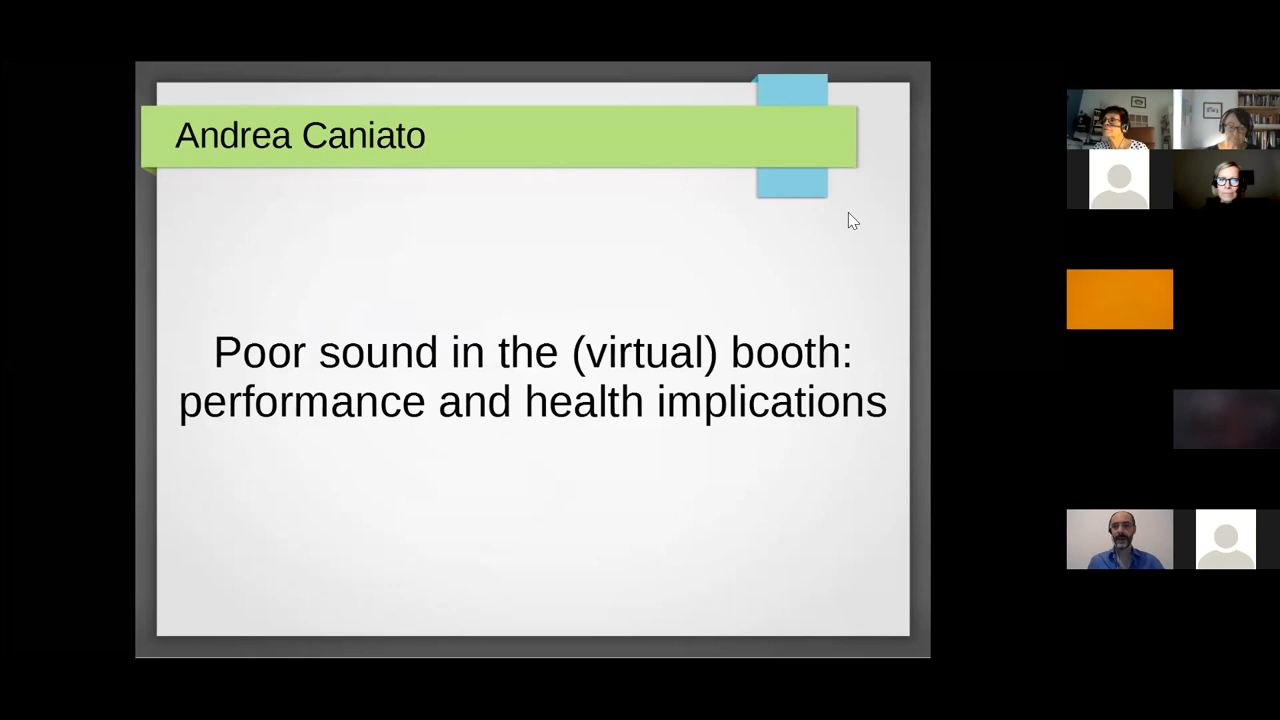 Andrea Caniato
Poor sound in the (virtual) booth:
performance and health implications